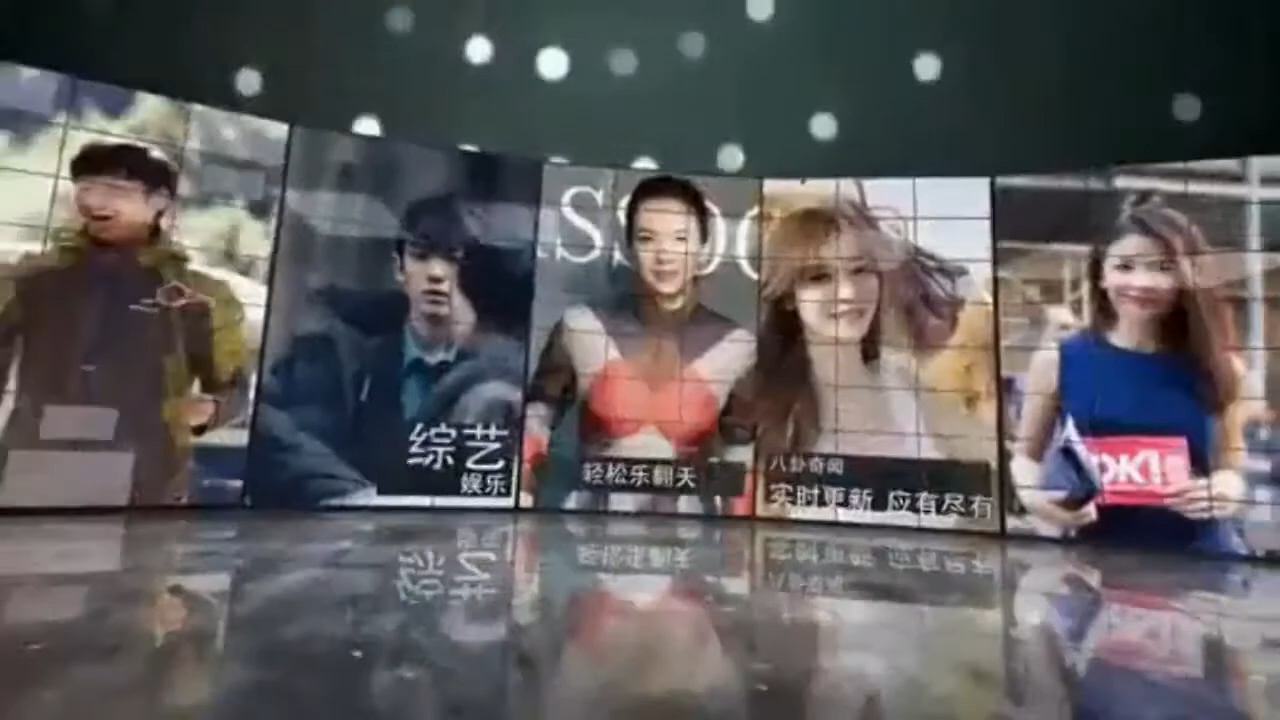 综艺
娱乐
轻松乐翻天
八卦奇闻
实时更新 应有尽有
OK!